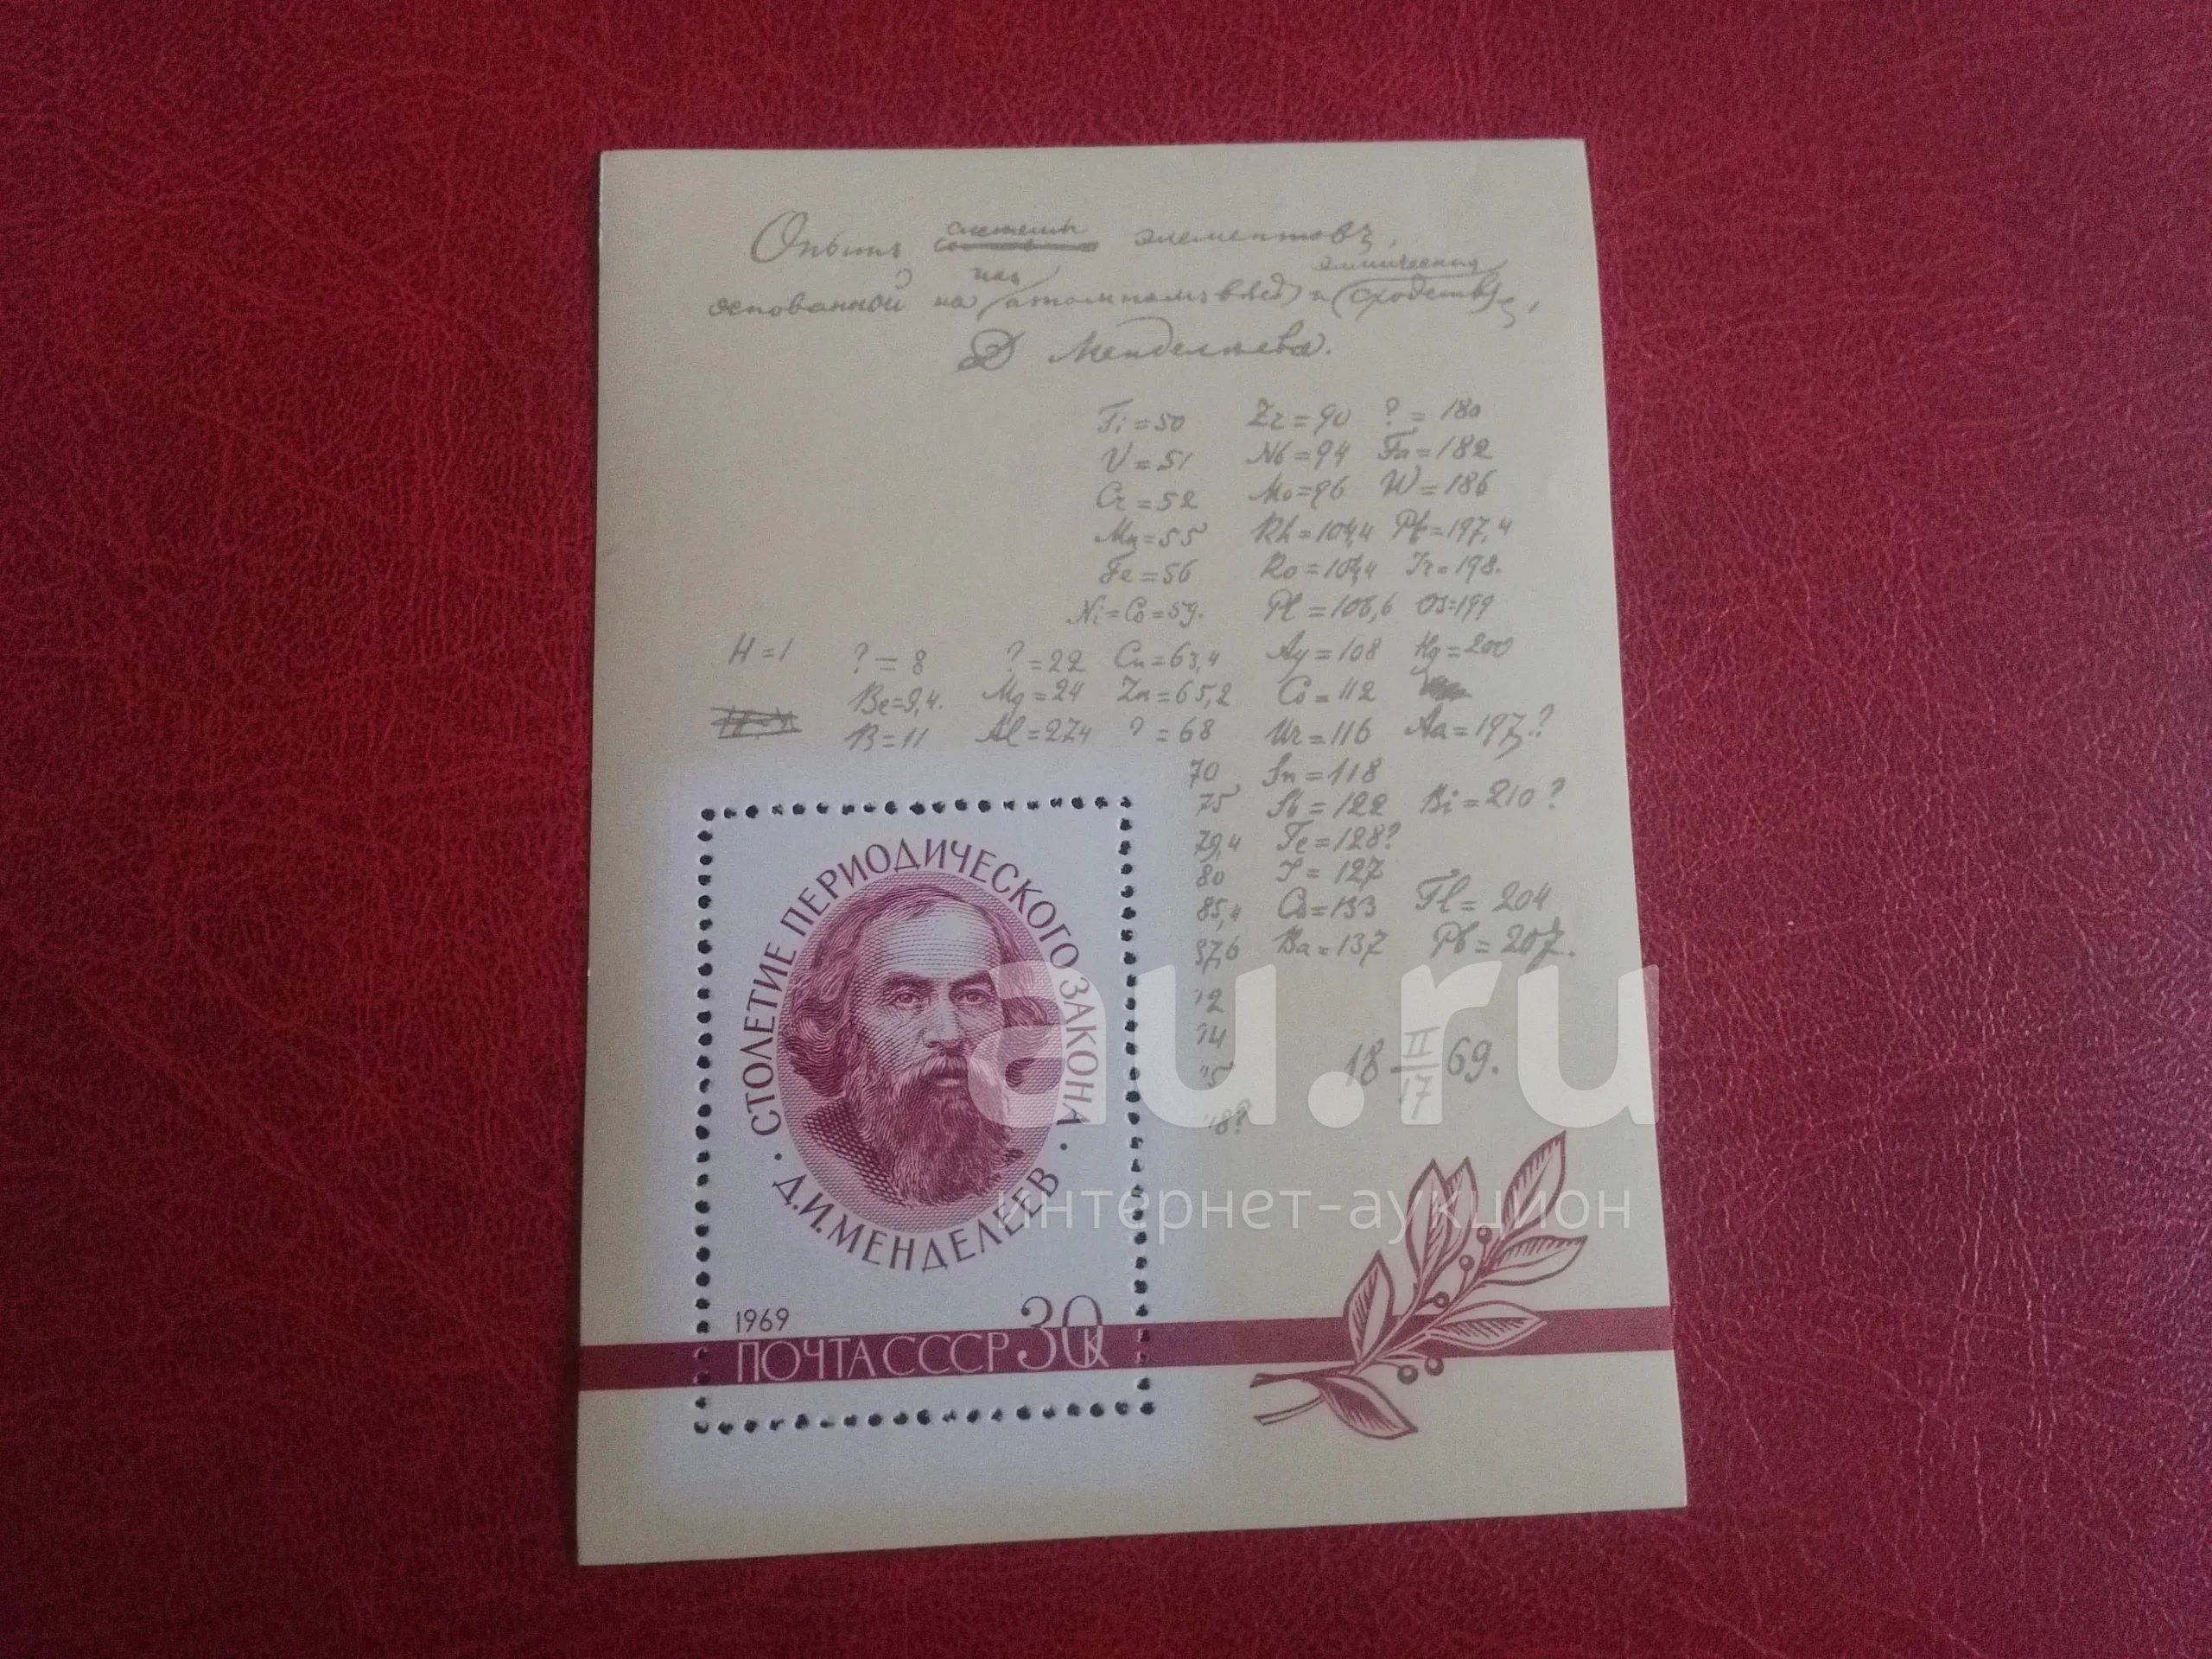 Опытъ системы элементовъ,
основанной на ихъ атомномъ вѣсѣ и химическомъ сходствѣ,
Д Менделѣева.
Ti = 50 Zr = 90 ? = 180
V = 51 Nb = 94 Ta = 182
Cr = 52 Mo = 96 W = 186
Mn = 55 Rh = 104,4 Pt = 197,4
Fe = 56 Ro = 104,4 Ir = 198.
Ni = Co = 59. Pl = 106,6 Os = 199
H = 1 ? = 8 ? = 22 Cu = 63,4 Ag = 108 Hg = 200
Be = 9,4. Mg = 24 Zn = 65,2 Cd = 112
B = 11 Al = 27,4 ? = 68 Ur = 116 Au = 197?
70 Sn = 118
75 Sb = 122 Bi = 210?
79,4 Te = 128?
80 I = 127
85,4 Cs = 133 Tl = 204
87,6 Ba = 137 Pb = 207.
18 II/17 69.
СТОЛЕТИЕ ПЕРИОДИЧЕСКОГО ЗАКОНА
· Д.И.МЕНДЕЛЕЕВ ·
1969
ПОЧТА СССР 30 К
au.ru
интернет-аукцион